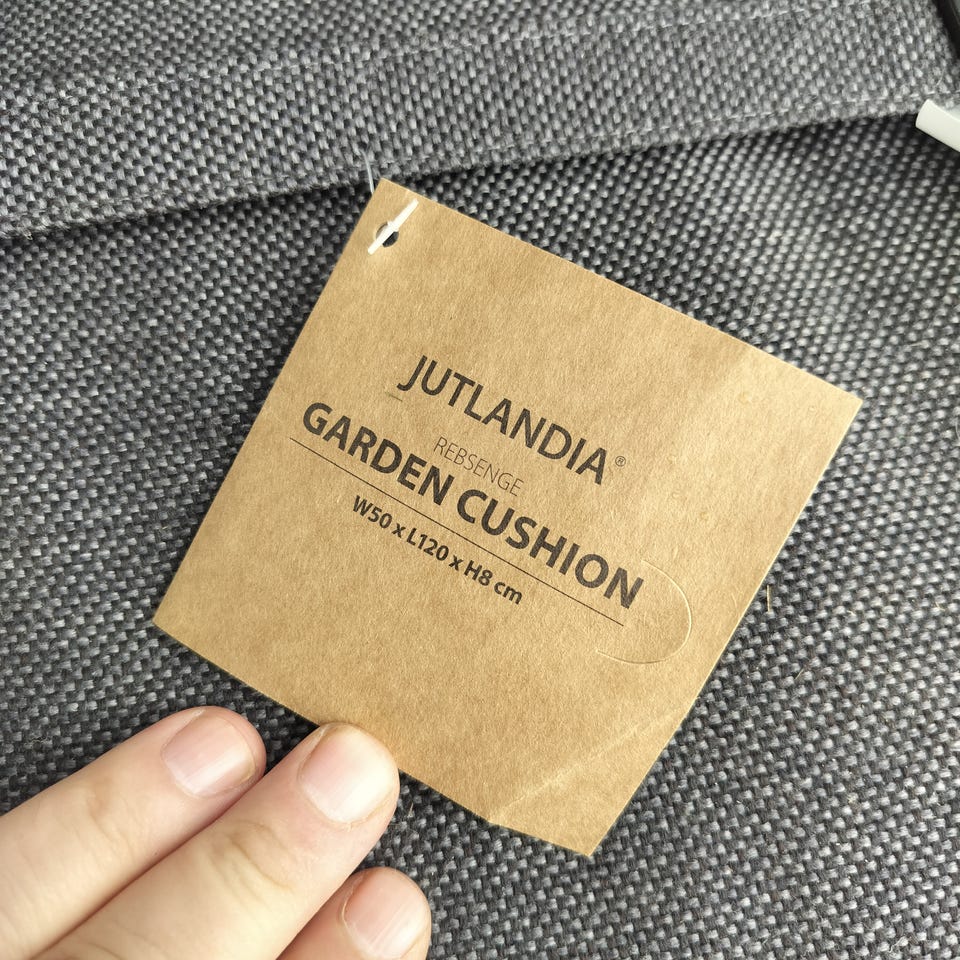 JUTLANDIA®
REBSENGE
GARDEN CUSHION
W50 x L120 x H8 cm